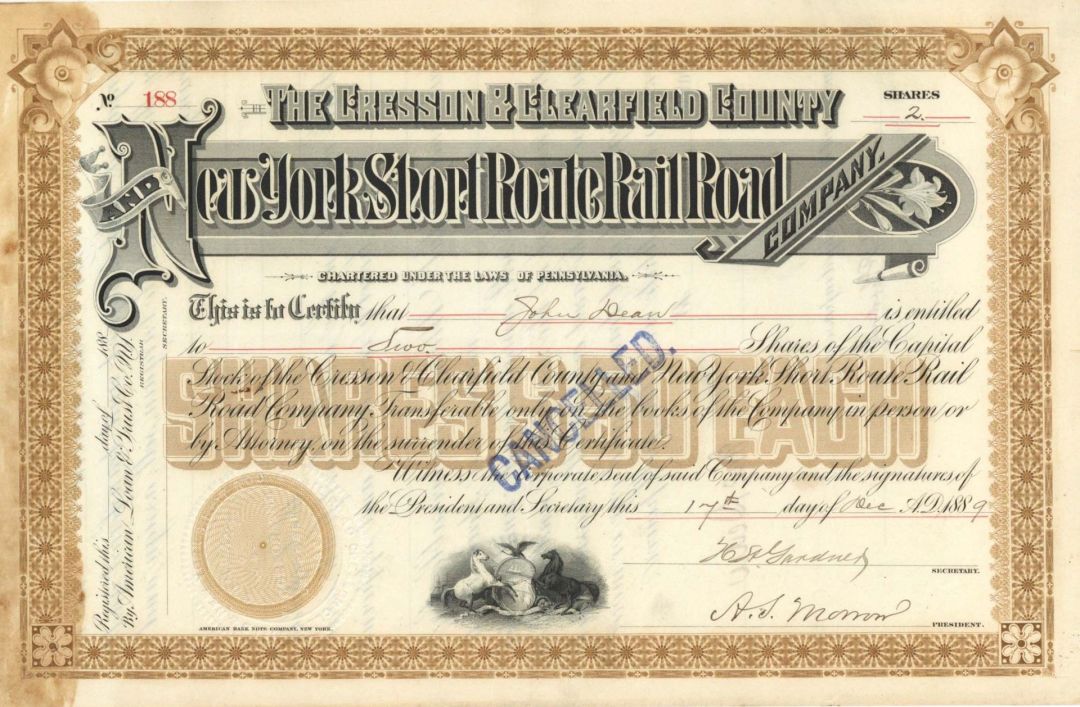 No 188
THE CRESSON & CLEARFIELD COUNTY
SHARES
2
AND
New York Short Route Rail Road
COMPANY.
CHARTERED UNDER THE LAWS OF PENNSYLVANIA.
This is to Certify that John Dean is entitled
to Two Shares of the Capital
Stock of the Cresson & Clearfield County and New York Short Route Rail
Road Company Transferable only on the books of the Company in person or
by Attorney, on the surrender of this Certificate.
SHARES $50 EACH
CANCELLED.
Witness the corporate seal of said Company and the signatures of
the President and Secretary this 17th day of Dec A.D. 1889
H.A. Gardner
SECRETARY.
A.S. Morrow
PRESIDENT.
AMERICAN BANK NOTE COMPANY, NEW YORK.
Registered this day of 188
By American Loan & Trust Co. N.Y.
REGISTRAR
SECRETARY.